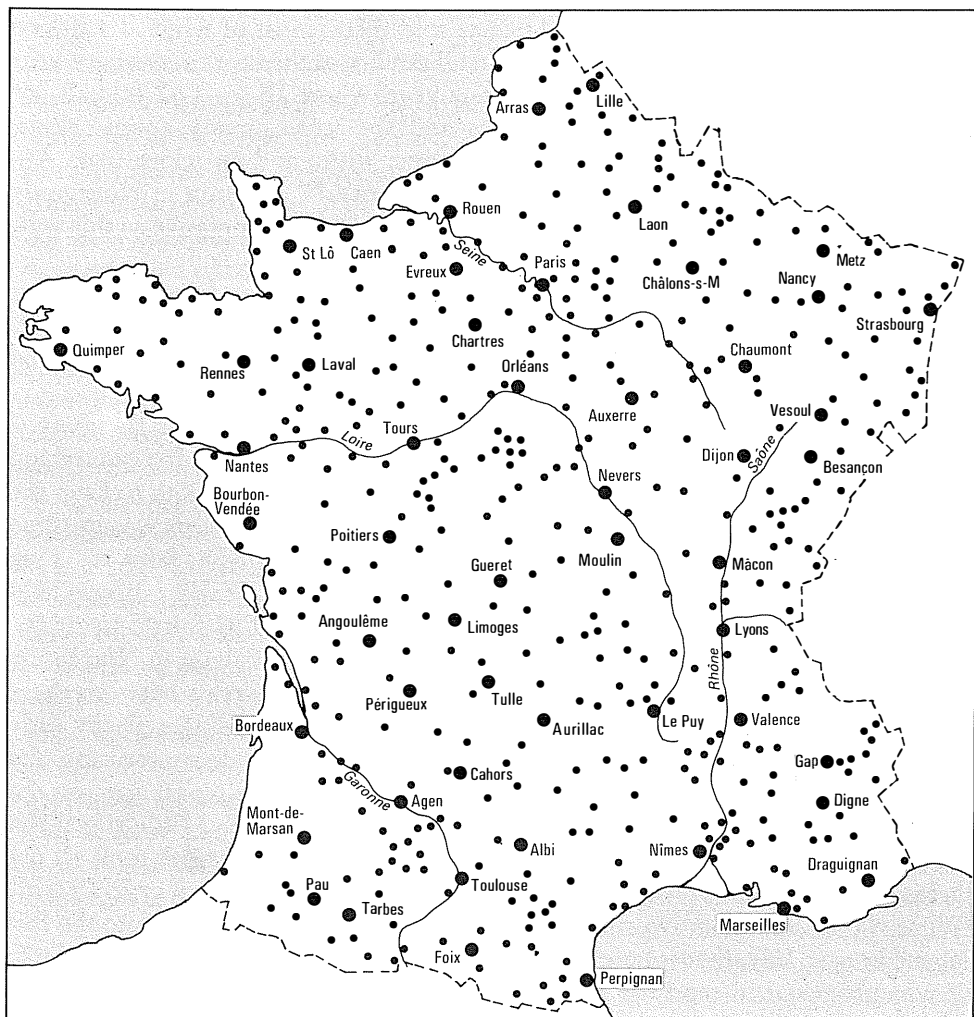 Lille
Arras
Rouen
Laon
St Lô
Caen
Seine
Evreux
Paris
Châlons-s-M
Metz
Nancy
Strasbourg
Quimper
Rennes
Laval
Chartres
Orléans
Chaumont
Auxerre
Vesoul
Loire
Tours
Nantes
Dijon
Saône
Besançon
Nevers
Bourbon-
Vendée
Poitiers
Moulin
Gueret
Mâcon
Angoulême
Limoges
Lyons
Rhône
Périgueux
Tulle
Bordeaux
Aurillac
Le Puy
Valence
Garonne
Cahors
Gap
Agen
Mont-de-
Marsan
Digne
Albi
Nîmes
Draguignan
Pau
Toulouse
Tarbes
Marseilles
Foix
Perpignan